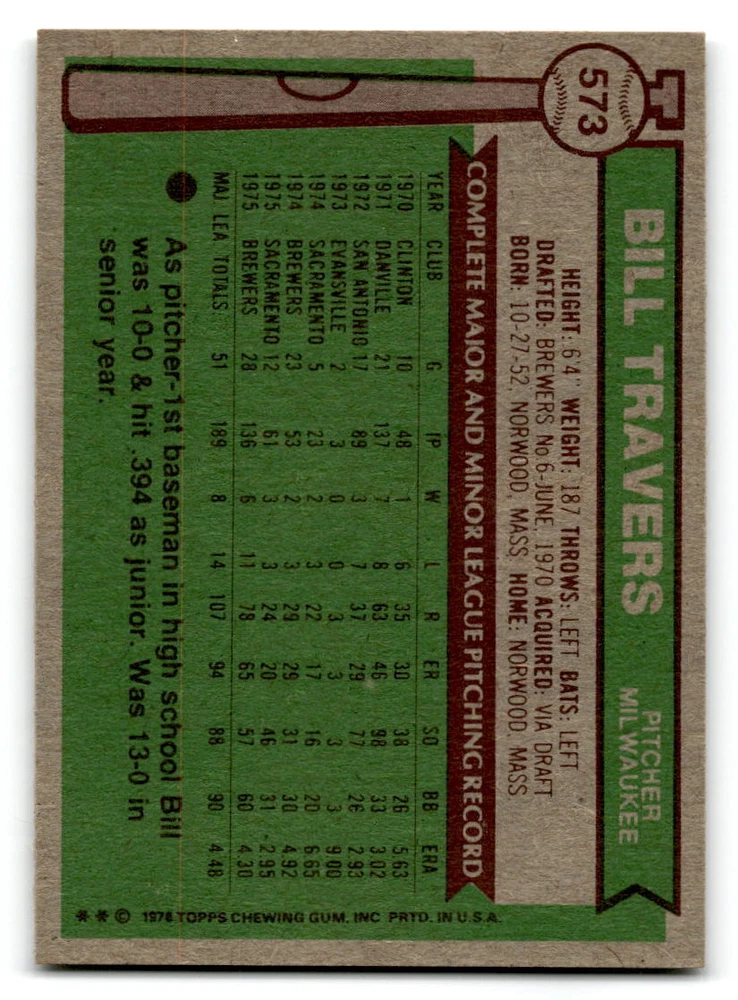 573
BILL TRAVERS
PITCHER
MILWAUKEE
HEIGHT: 6'4" WEIGHT: 187 THROWS: LEFT BATS: LEFT
DRAFTED: BREWERS No.6-JUNE, 1970 ACQUIRED: VIA DRAFT
BORN: 10-27-52, NORWOOD, MASS HOME: NORWOOD, MASS
COMPLETE MAJOR AND MINOR LEAGUE PITCHING RECORD
YEAR CLUB G IP W L R ER SO BB ERA
1970 CLINTON 10 48 1 6 35 30 38 26 5.63
1971 DANVILLE 21 137 7 8 63 46 98 33 3.02
1972 SAN ANTONIO 17 89 3 7 37 29 77 26 2.93
1973 EVANSVILLE 2 3 0 0 3 3 3 3 9.00
1974 SACRAMENTO 5 23 2 3 22 17 16 20 6.65
1974 BREWERS 23 53 2 3 29 29 31 30 4.92
1975 SACRAMENTO 12 61 3 3 24 20 46 31 2.95
1975 BREWERS 28 136 6 11 78 65 57 60 4.30
MAJ LEA TOTALS 51 189 8 14 107 94 88 90 4.48
As pitcher-1st baseman in high school Bill
was 10-0 & hit .394 as junior. Was 13-0 in
senior year.
**© 1976 TOPPS CHEWING GUM, INC PRTD. IN U.S.A.